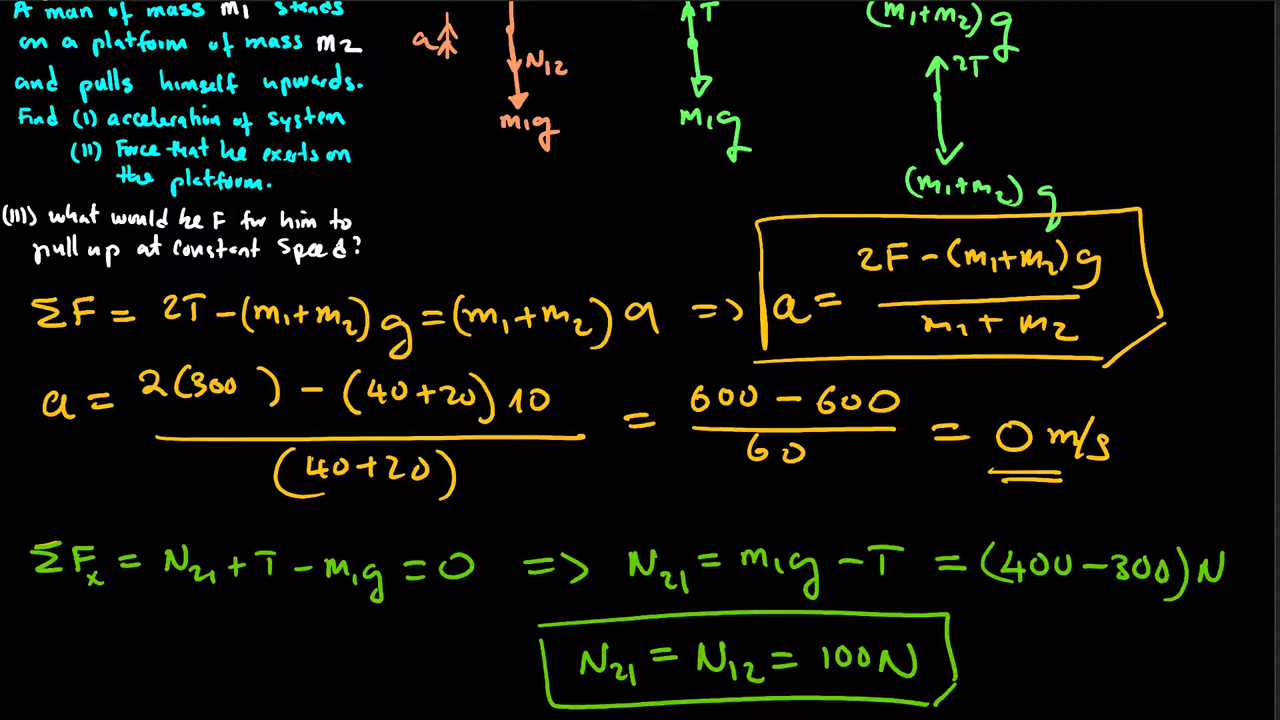 A man of mass m₁ stands
on a platform of mass m2
and pulls himself upwards.
Find (1) acceleration of system
(11) Force that he exerts on
the platform.
(111) what would be F for him to
pull up at constant speed?
a
N₁₂
m₁g
T
m₁g
(m₁+m₂)g
2T
(m₁+m₂) g
ΣF = 2T - (m₁+m₂)g = (m₁+m₂) a => a = (2F - (m₁+m₂)g) / (m₁ + m₂)
a = (2(300) - (40+20)10) / (40+20) = (600 - 600) / 60 = 0 m/s
ΣFₓ = N₂₁ + T - m₁g = 0 => N₂₁ = m₁g - T = (400 - 300)N
N₂₁ = N₁₂ = 100N